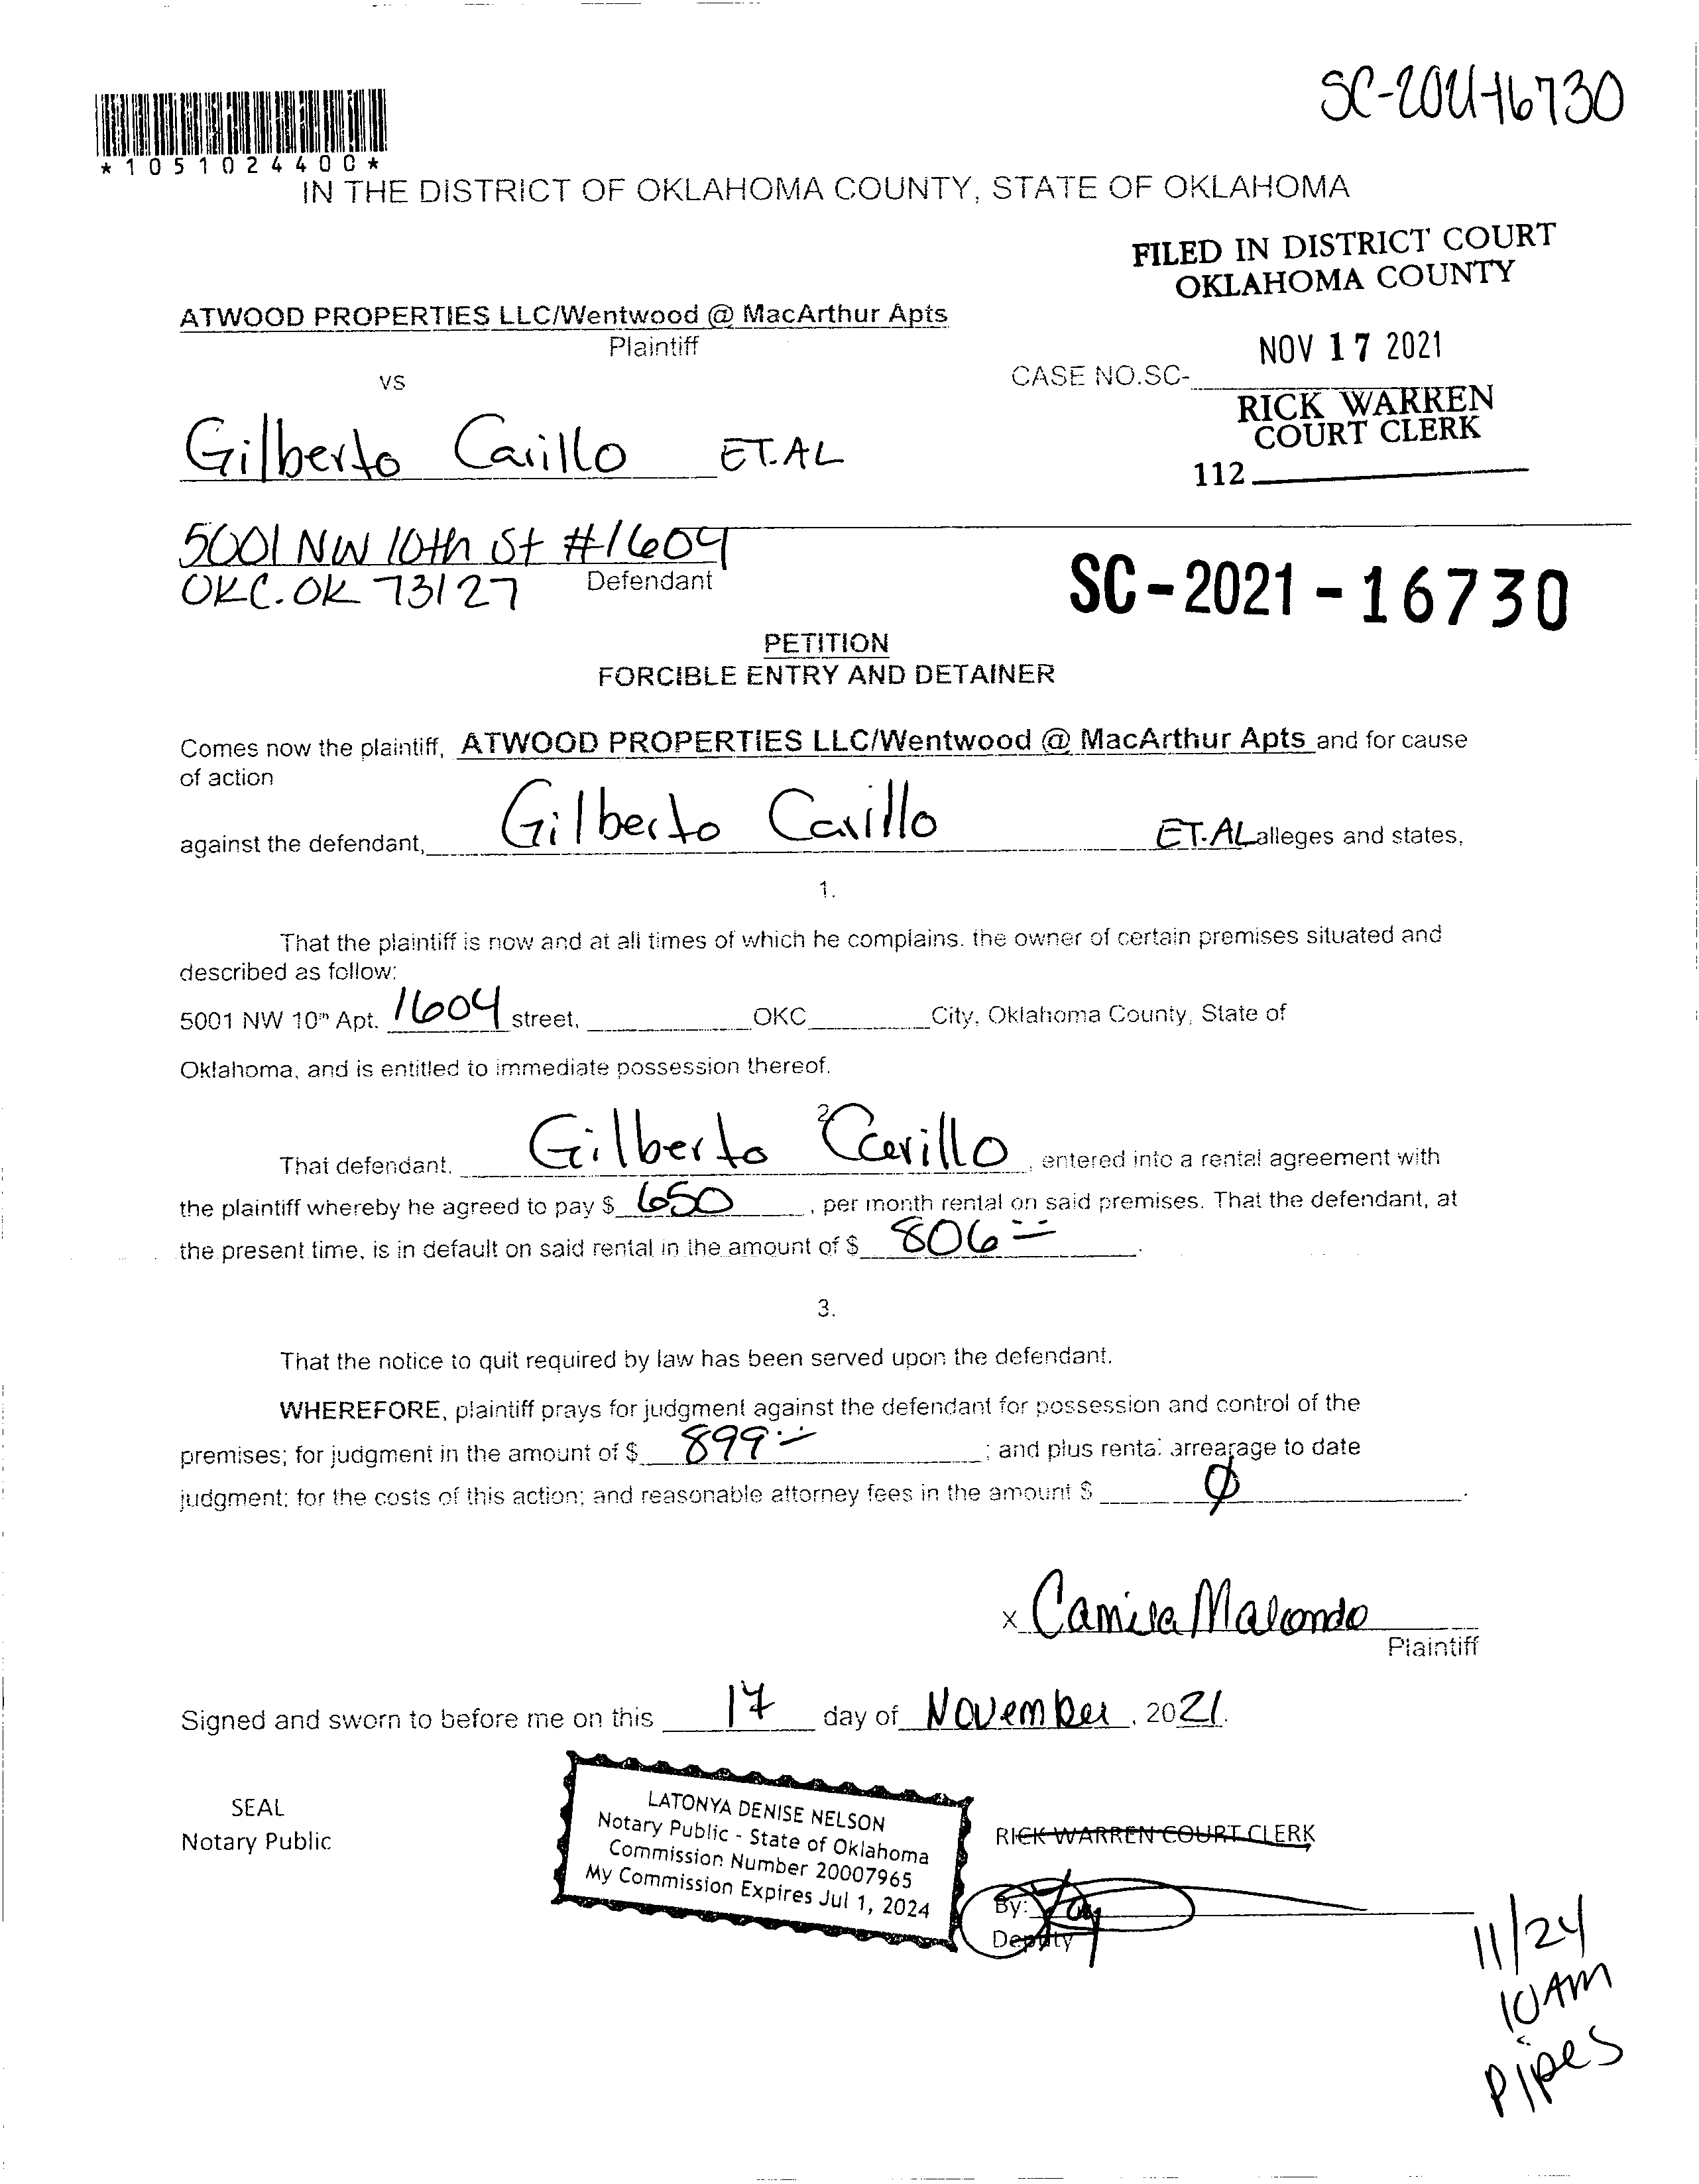 SC-2021-16730
*1051024400*
IN THE DISTRICT OF OKLAHOMA COUNTY, STATE OF OKLAHOMA
FILED IN DISTRICT COURT
OKLAHOMA COUNTY
ATWOOD PROPERTIES LLC/Wentwood @ MacArthur Apts
Plaintiff
NOV 17 2021
vs
CASE NO.SC-
RICK WARREN
COURT CLERK
Gilberto Carillo ET.AL
112
5001 NW 10th St #1604
OKC. OK 73127 Defendant
SC-2021-16730
PETITION
FORCIBLE ENTRY AND DETAINER
Comes now the plaintiff, ATWOOD PROPERTIES LLC/Wentwood @ MacArthur Apts and for cause
of action
against the defendant, Gilberto Carillo ET.AL alleges and states,
1.
That the plaintiff is now and at all times of which he complains. the owner of certain premises situated and
described as follow:
5001 NW 10th Apt. 1604 street, OKC City, Oklahoma County, State of
Oklahoma, and is entitled to immediate possession thereof.
2.
That defendant, Gilberto Carillo, entered into a rental agreement with
the plaintiff whereby he agreed to pay $ 650, per month rental on said premises. That the defendant, at
the present time, is in default on said rental in the amount of $ 806.
3.
That the notice to quit required by law has been served upon the defendant.
WHEREFORE, plaintiff prays for judgment against the defendant for possession and control of the
premises; for judgment in the amount of $ 899; and plus rental arrearage to date
judgment; for the costs of this action; and reasonable attorney fees in the amount $ Ø.
x Camila Malondo
Plaintiff
Signed and sworn to before me on this 17 day of November, 2021.
SEAL
Notary Public
LATONYA DENISE NELSON
Notary Public - State of Oklahoma
Commission Number 20007965
My Commission Expires Jul 1, 2024
RICK WARREN COURT CLERK
By:
Deputy
11/24
10AM
Pipes